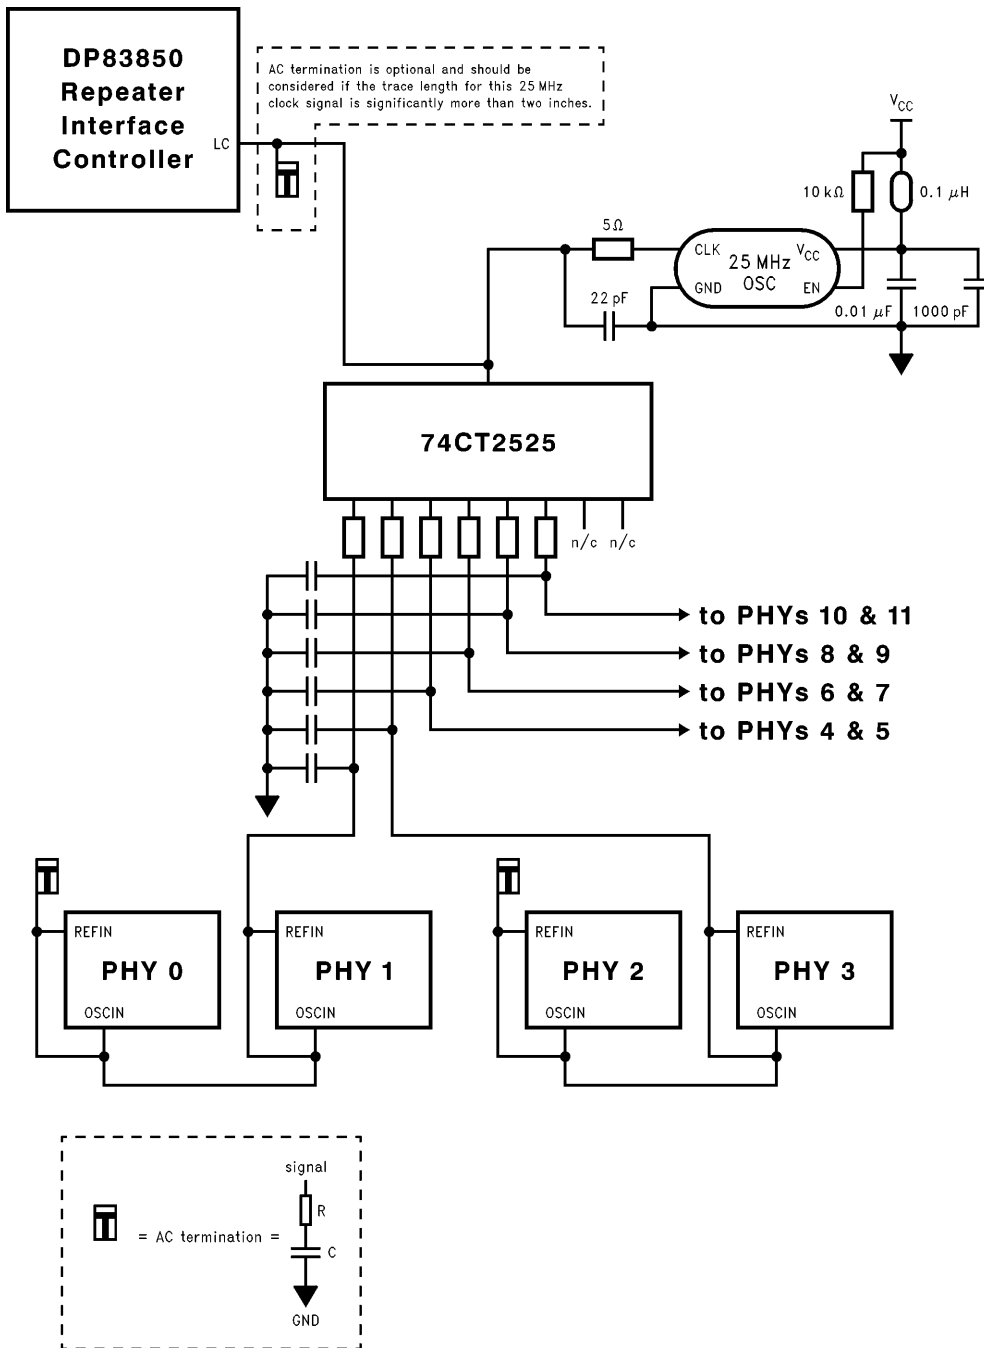 DP83850
Repeater
Interface
Controller
LC
AC termination is optional and should be
considered if the trace length for this 25 MHz
clock signal is significantly more than two inches.
VCC
10 kΩ
0.1 μH
5Ω
CLK
VCC
25 MHz
OSC
GND
EN
22 pF
0.01 μF
1000 pF
74CT2525
n/c
n/c
to PHYs 10 & 11
to PHYs 8 & 9
to PHYs 6 & 7
to PHYs 4 & 5
REFIN
PHY 0
OSCIN
REFIN
PHY 1
OSCIN
REFIN
PHY 2
OSCIN
REFIN
PHY 3
OSCIN
T
= AC termination =
signal
R
C
GND